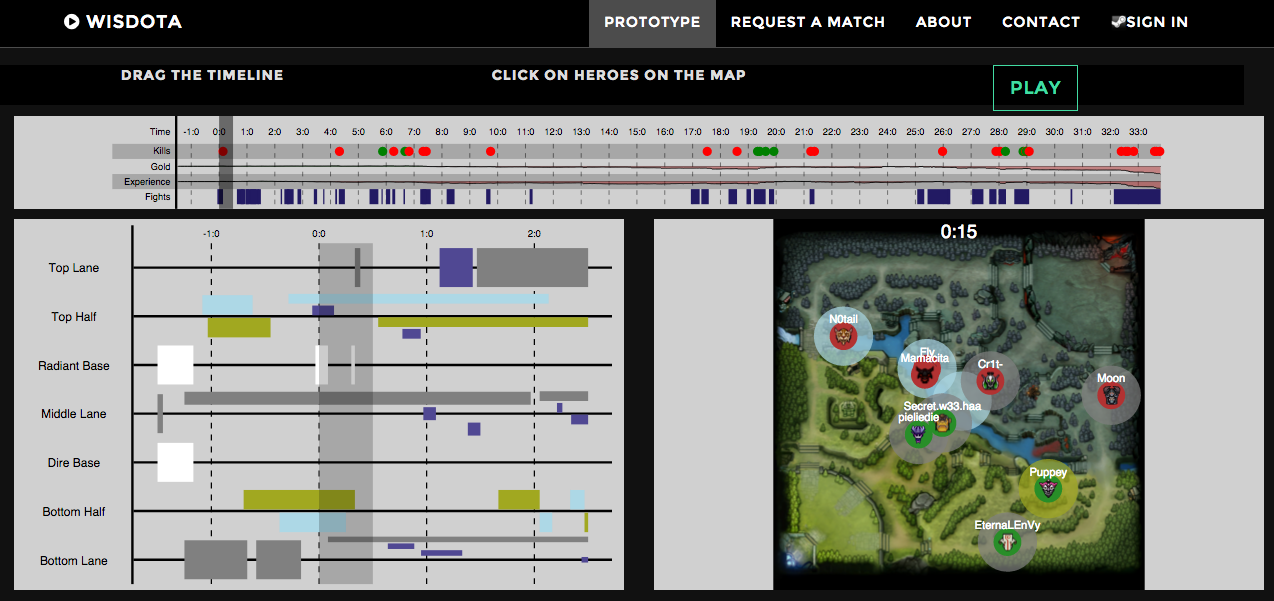 WISDOTA
PROTOTYPE REQUEST A MATCH ABOUT CONTACT SIGN IN
DRAG THE TIMELINE CLICK ON HEROES ON THE MAP PLAY
Time -1:0 0:0 1:0 2:0 3:0 4:0 5:0 6:0 7:0 8:0 9:0 10:0 11:0 12:0 13:0 14:0 15:0 16:0 17:0 18:0 19:0 20:0 21:0 22:0 23:0 24:0 25:0 26:0 27:0 28:0 29:0 30:0 31:0 32:0 33:0
Kills
Gold
Experience
Fights
-1:0 0:0 1:0 2:0
Top Lane
Top Half
Radiant Base
Middle Lane
Dire Base
Bottom Half
Bottom Lane
0:15
N0tail
Fly
Mamacita
Cr1t-
Moon
Secret.w33.haa
pieliedie
Puppey
EternaLEnVy